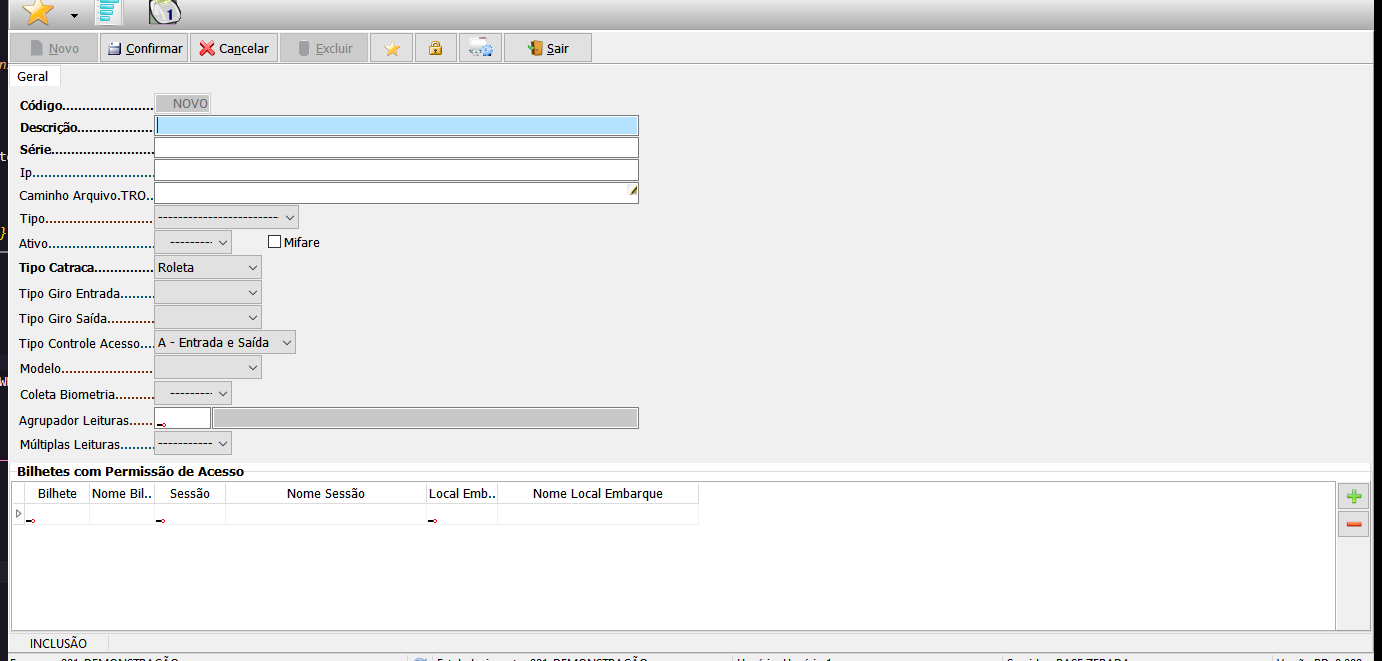 Novo Confirmar Cancelar Excluir Sair
Geral
Código....................... NOVO
Descrição...................
Série..........................
Ip...............................
Caminho Arquivo.TRO..
Tipo........................... -------------------------
Ativo.......................... --------- Mifare
Tipo Catraca............... Roleta
Tipo Giro Entrada.........
Tipo Giro Saída............
Tipo Controle Acesso.... A - Entrada e Saída
Modelo.......................
Coleta Biometria.......... ---------
Agrupador Leituras......
Múltiplas Leituras......... -----------
Bilhetes com Permissão de Acesso
Bilhete Nome Bil.. Sessão Nome Sessão Local Emb.. Nome Local Embarque
INCLUSÃO